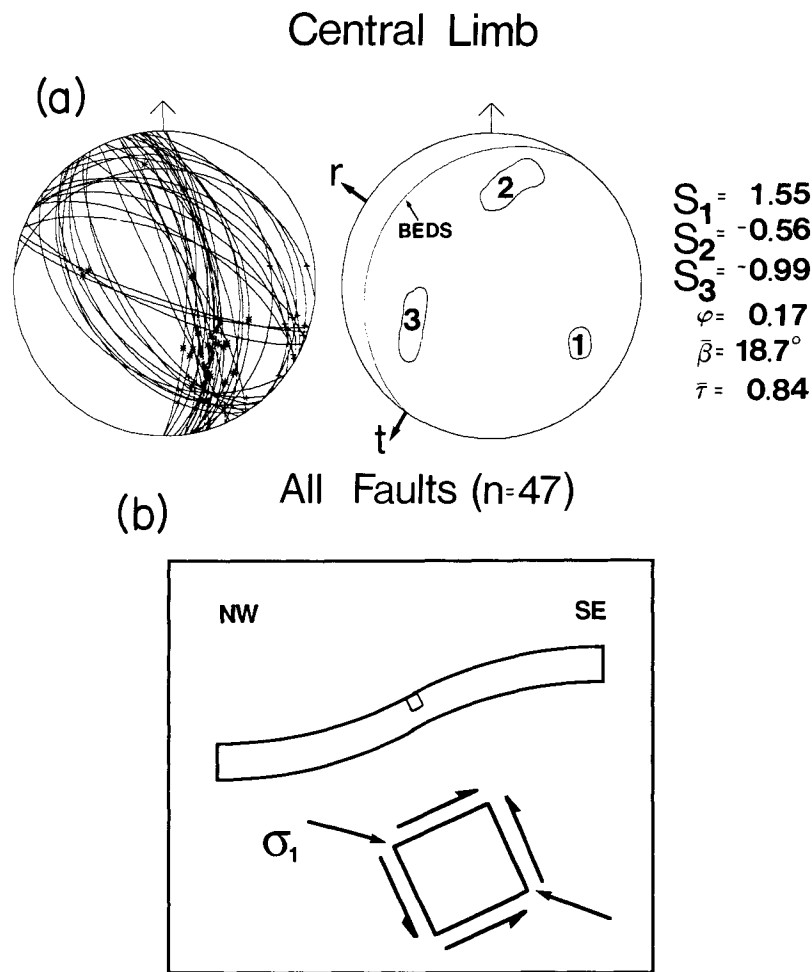 Central Limb
(a)
r
2
BEDS
3
1
t
S₁= 1.55
S₂= -0.56
S₃= -0.99
φ= 0.17
β̄= 18.7°
τ̄= 0.84
All Faults (n=47)
(b)
NW
SE
σ₁